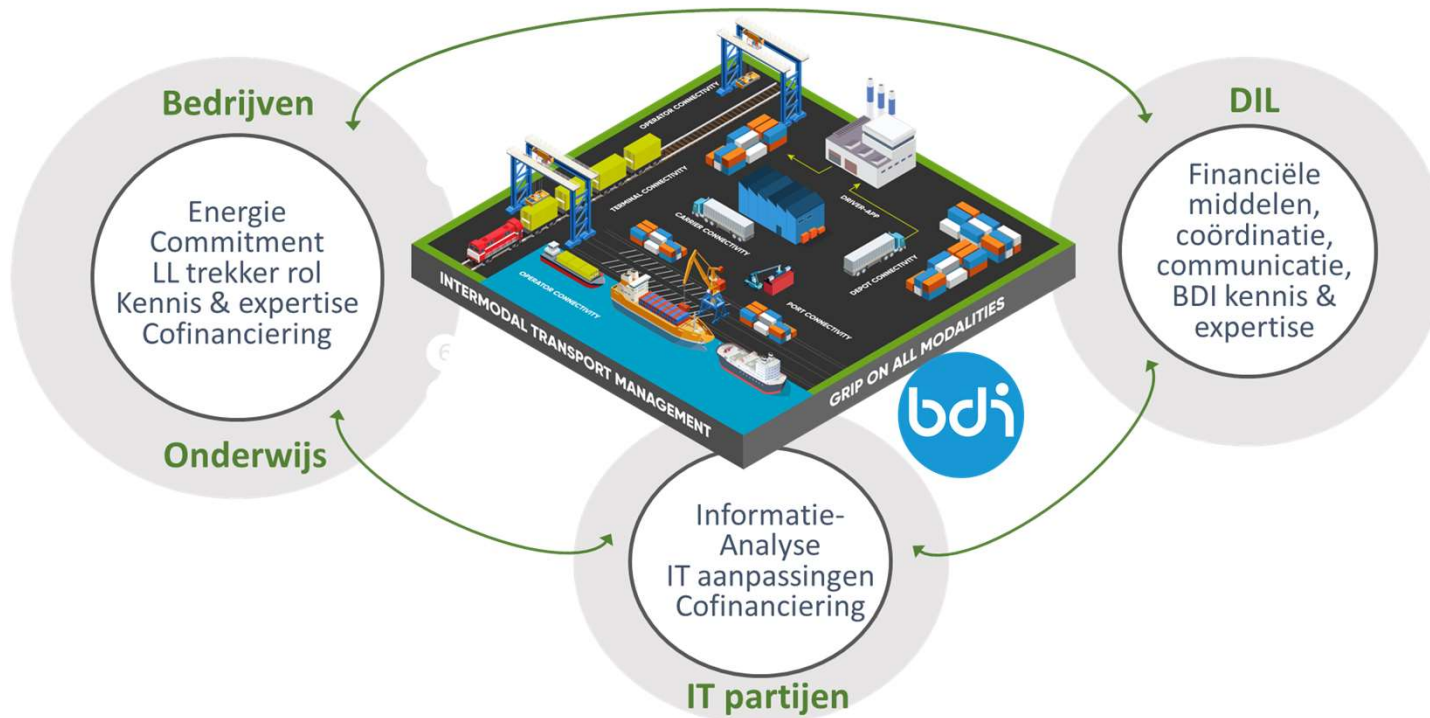 Bedrijven
Energie
Commitment
LL trekker rol
Kennis & expertise
Cofinanciering
Onderwijs
6
OPERATOR CONNECTIVITY
TERMINAL CONNECTIVITY
CARRIER CONNECTIVITY
DRIVER-APP
DEPOT CONNECTIVITY
PORT CONNECTIVITY
OPERATOR CONNECTIVITY
INTERMODAL TRANSPORT MANAGEMENT
GRIP ON ALL MODALITIES
bdi
DIL
Financiële
middelen,
coördinatie,
communicatie,
BDI kennis &
expertise
Informatie-
Analyse
IT aanpassingen
Cofinanciering
IT partijen